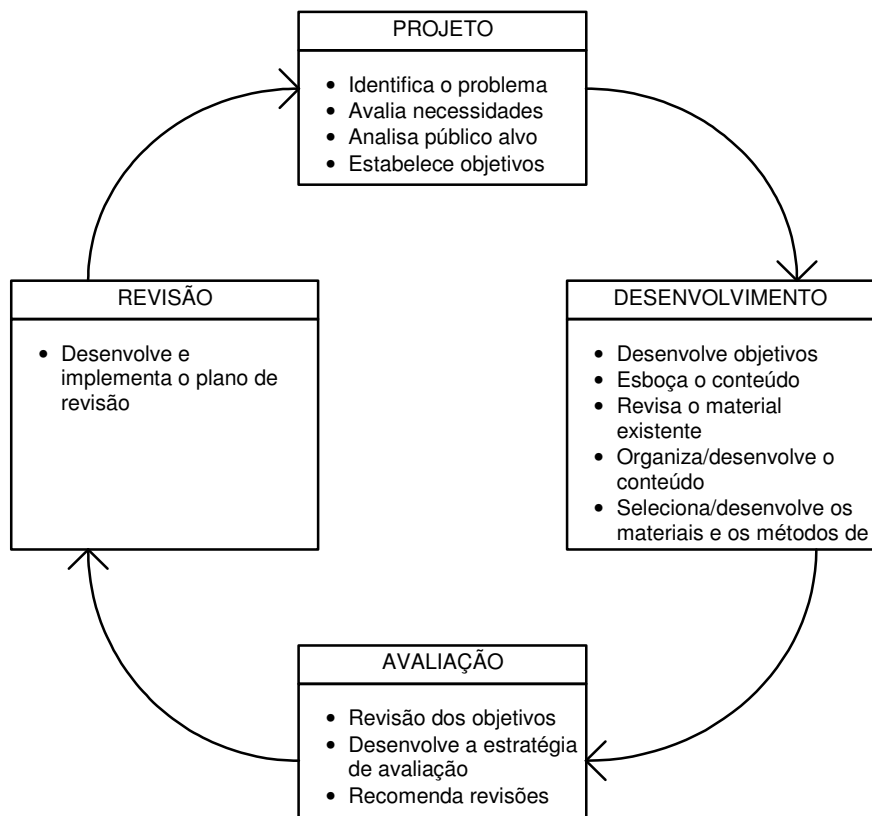 PROJETO
• Identifica o problema
• Avalia necessidades
• Analisa público alvo
• Estabelece objetivos
REVISÃO
• Desenvolve e
implementa o plano de
revisão
DESENVOLVIMENTO
• Desenvolve objetivos
• Esboça o conteúdo
• Revisa o material
existente
• Organiza/desenvolve o
conteúdo
• Seleciona/desenvolve os
materiais e os métodos de
AVALIAÇÃO
• Revisão dos objetivos
• Desenvolve a estratégia
de avaliação
• Recomenda revisões